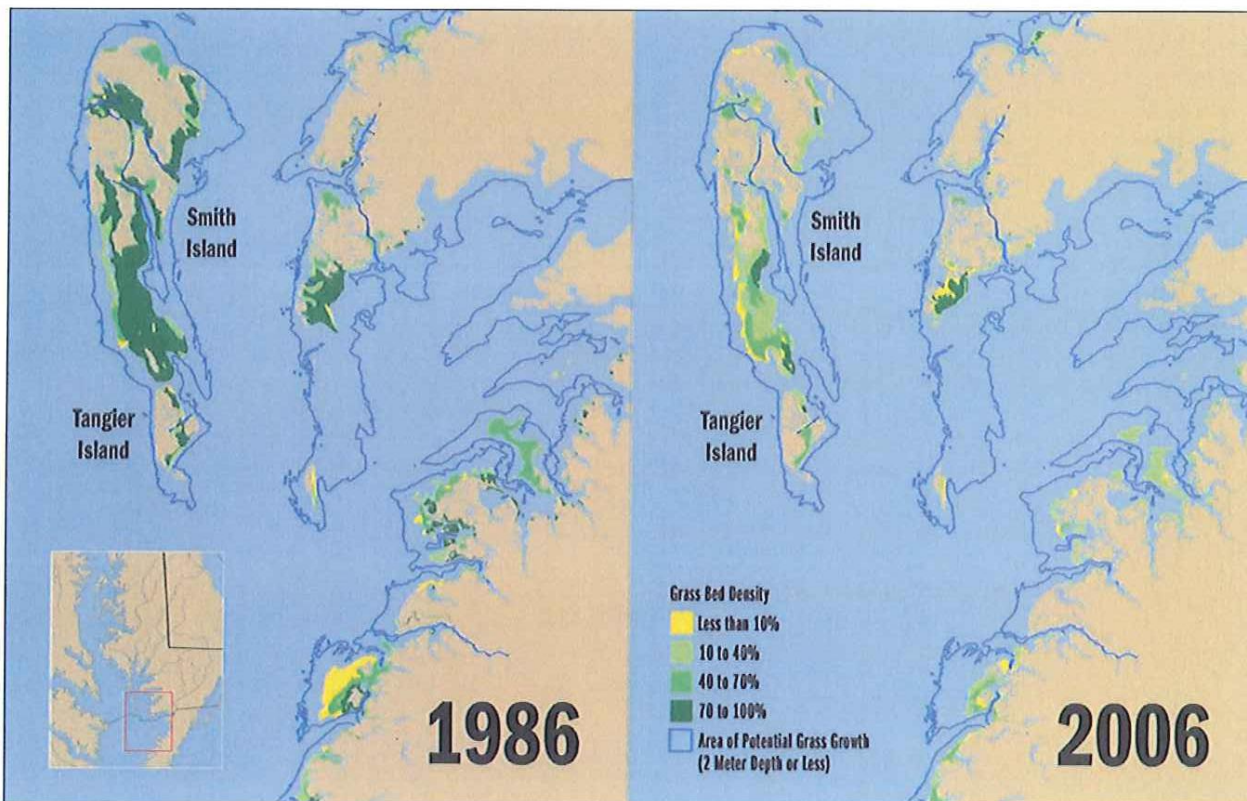 Smith
Island
Tangier
Island
1986
Smith
Island
Tangier
Island
Grass Bed Density
Less than 10%
10 to 40%
40 to 70%
70 to 100%
Area of Potential Grass Growth
(2 Meter Depth or Less)
2006